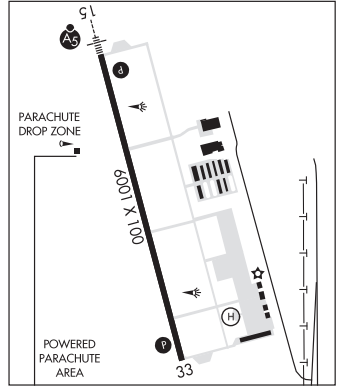 15
A5
P
PARACHUTE
DROP ZONE
6001 X 100
H
P
POWERED
PARACHUTE
AREA
33